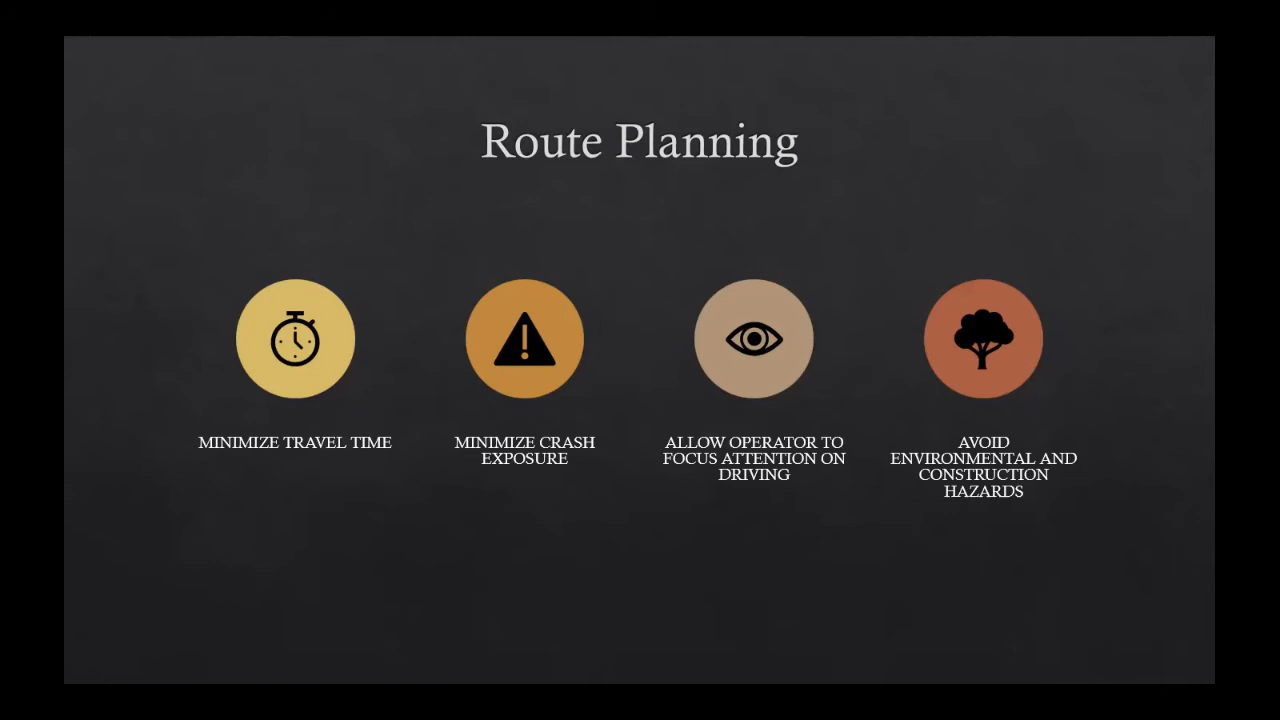 Route Planning
MINIMIZE TRAVEL TIME
MINIMIZE CRASH
EXPOSURE
ALLOW OPERATOR TO
FOCUS ATTENTION ON
DRIVING
AVOID
ENVIRONMENTAL AND
CONSTRUCTION
HAZARDS